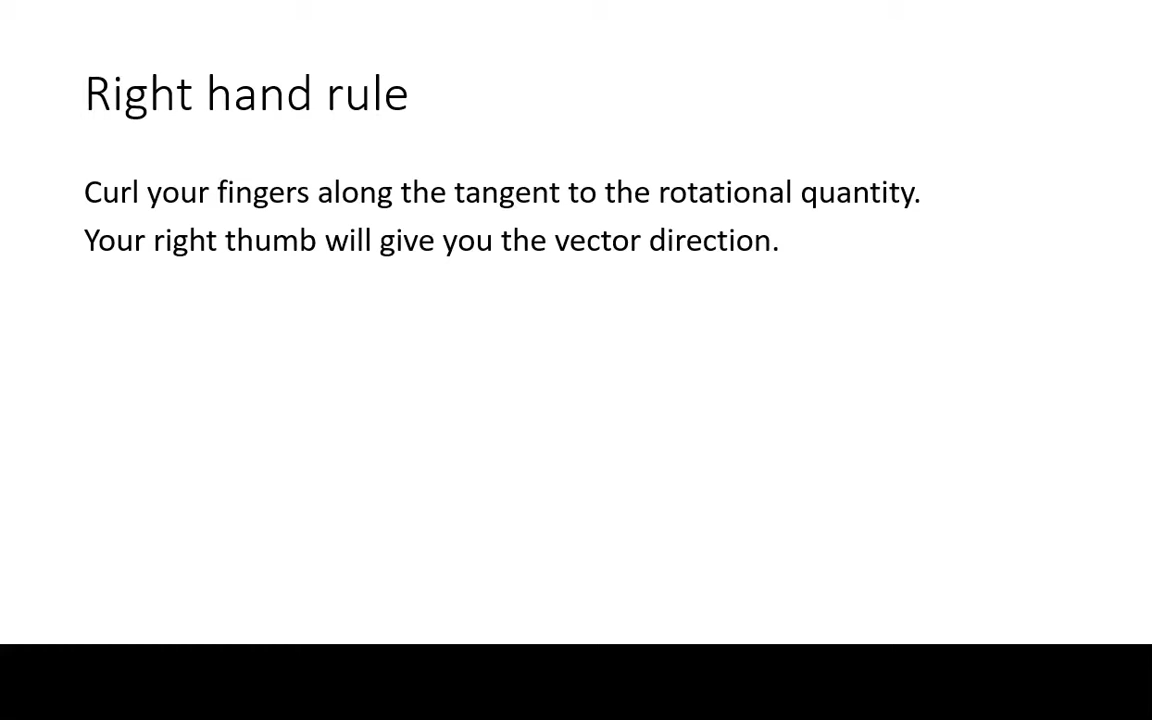 Right hand rule
Curl your fingers along the tangent to the rotational quantity.
Your right thumb will give you the vector direction.